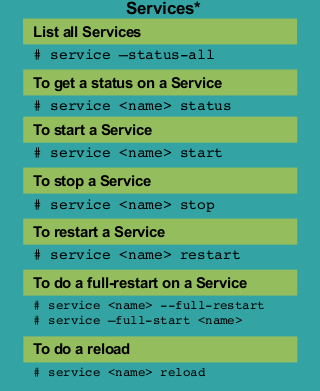 Services*
List all Services
# service –status-all
To get a status on a Service
# service <name> status
To start a Service
# service <name> start
To stop a Service
# service <name> stop
To restart a Service
# service <name> restart
To do a full-restart on a Service
# service <name> --full-restart
# service –full-start <name>
To do a reload
# service <name> reload